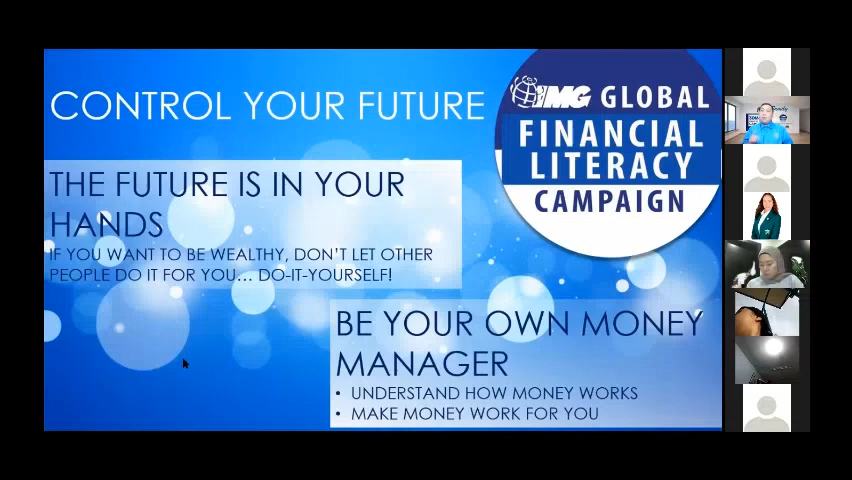 CONTROL YOUR FUTURE
IMG GLOBAL
FINANCIAL
LITERACY
CAMPAIGN
THE FUTURE IS IN YOUR
HANDS
IF YOU WANT TO BE WEALTHY, DON'T LET OTHER
PEOPLE DO IT FOR YOU... DO-IT-YOURSELF!
BE YOUR OWN MONEY
MANAGER
• UNDERSTAND HOW MONEY WORKS
• MAKE MONEY WORK FOR YOU